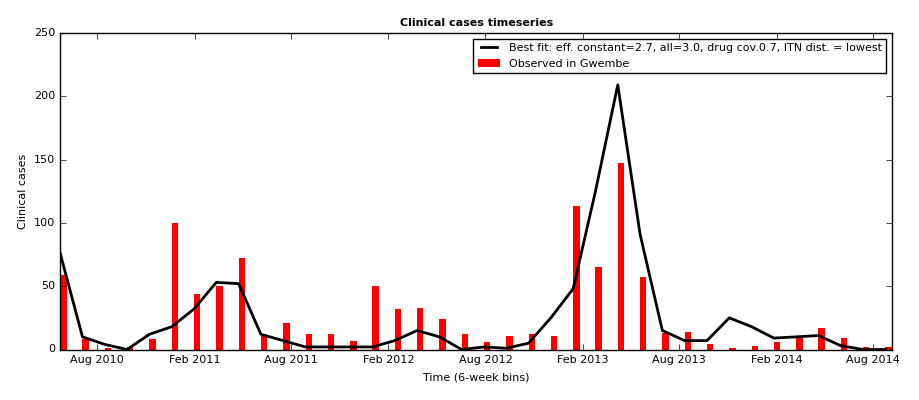 Clinical cases timeseries
250
200
150
100
50
0
Clinical cases
Best fit: eff. constant=2.7, all=3.0, drug cov.0.7, ITN dist. = lowest
Observed in Gwembe
Aug 2010 Feb 2011 Aug 2011 Feb 2012 Aug 2012 Feb 2013 Aug 2013 Feb 2014 Aug 2014
Time (6-week bins)